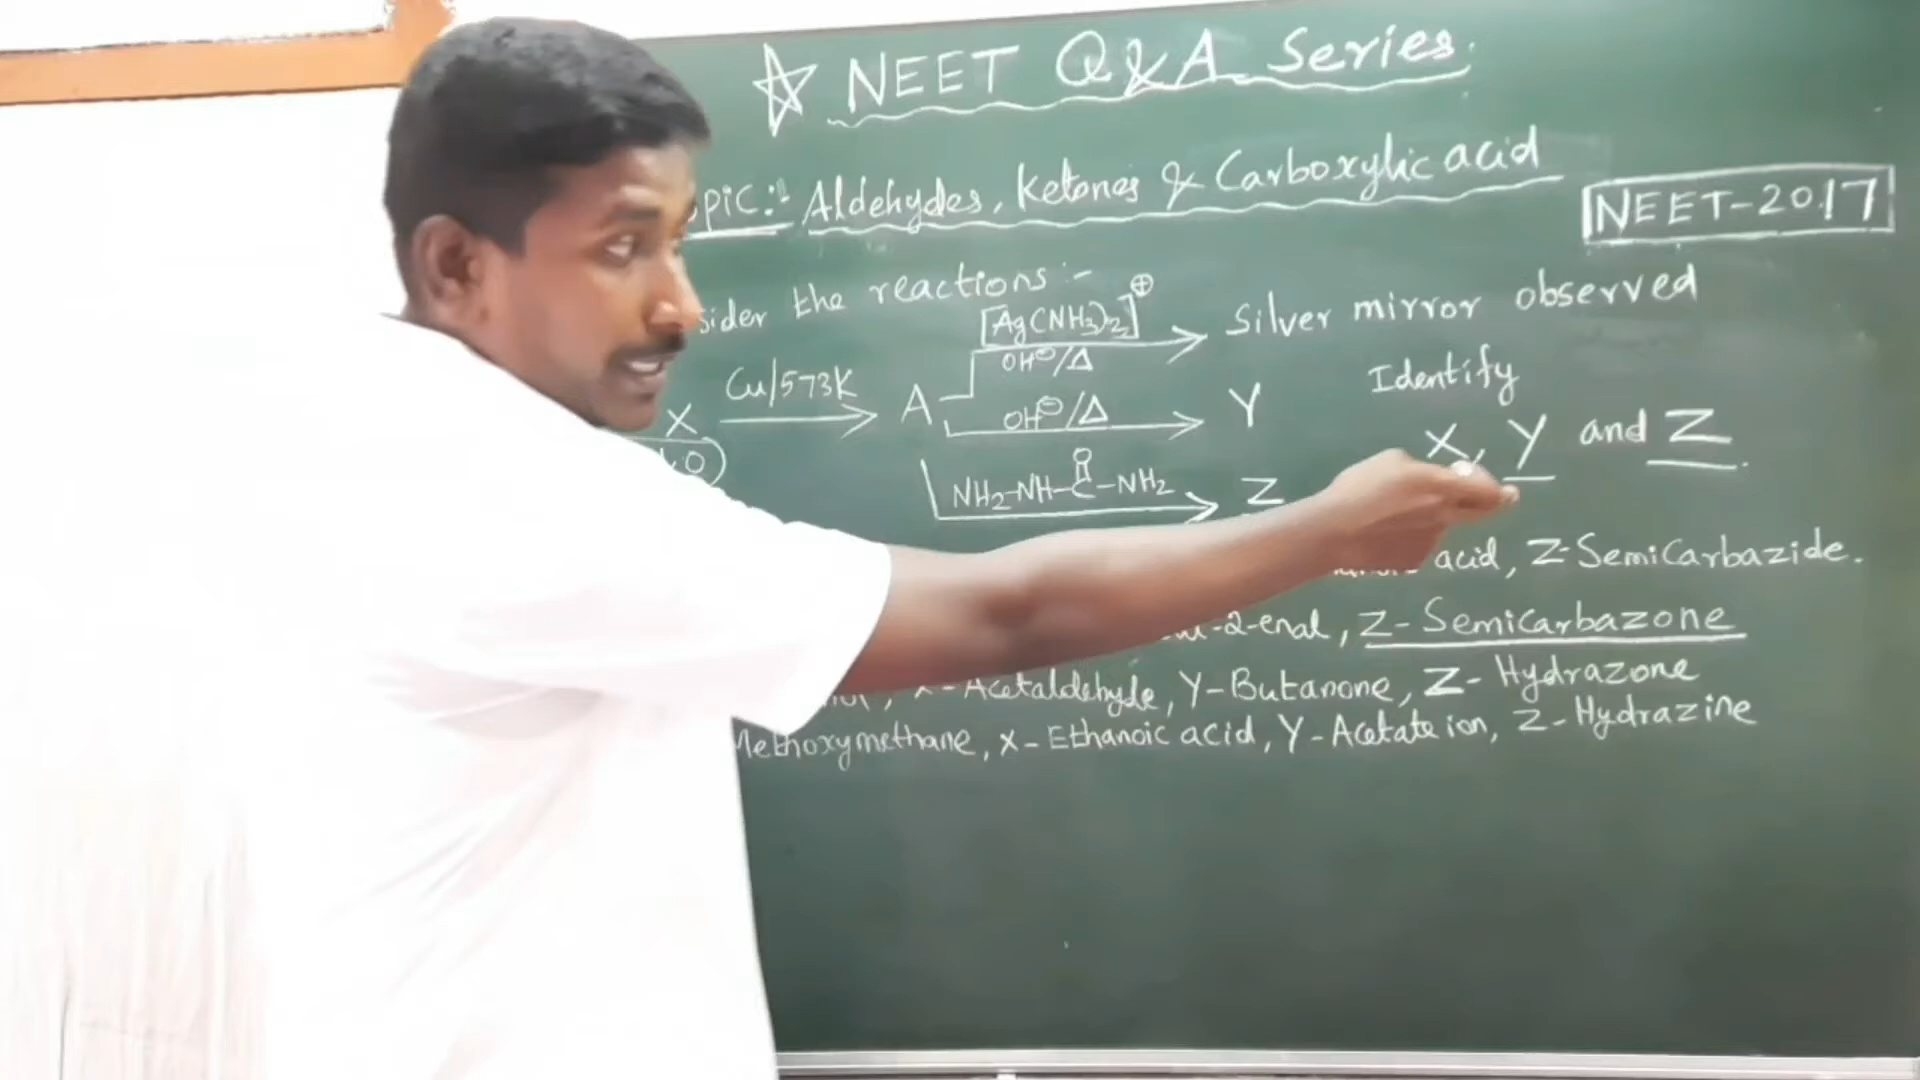 ☆ NEET Q&A Series.
pic:- Aldehydes, Ketones & Carboxylic acid
NEET-2017
sider the reactions :-
[Ag(NH3)2]⊕
OH⊖/Δ
Silver mirror observed
X
Cu/573K
A
OH⊖/Δ
Y
Identify
X, Y and Z.
O)
NH2-NH-C-NH2
O
Z
acid, Z-Semicarbazide.
-2-enal, Z- Semicarbazone
X-Acetaldehyde, Y-Butanone, Z- Hydrazone
Methoxymethane, X- Ethanoic acid, Y-Acetate ion, Z-Hydrazine